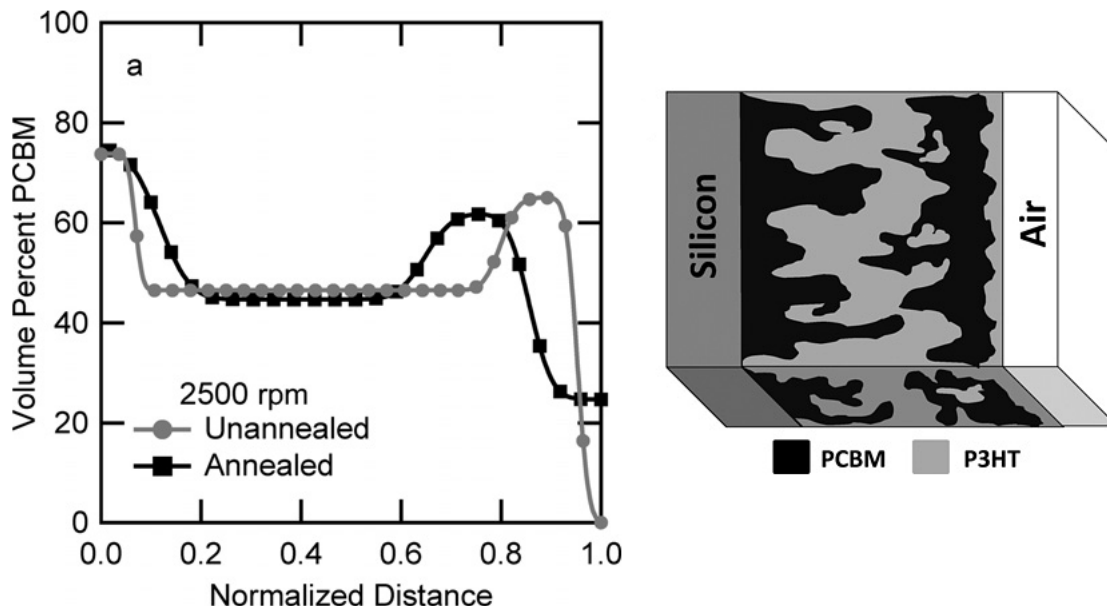 100
80
60
40
20
0
Volume Percent PCBM
a
2500 rpm
Unannealed
Annealed
0.0 0.2 0.4 0.6 0.8 1.0
Normalized Distance
Silicon
Air
PCBM P3HT